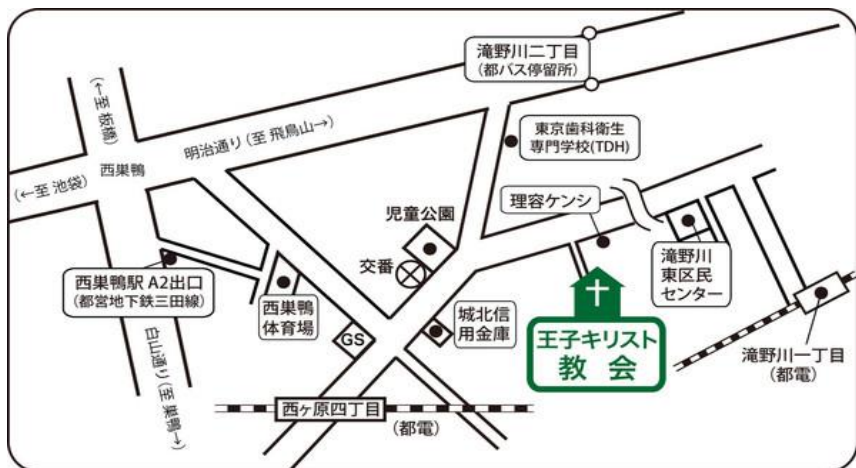 滝野川二丁目
(都バス停留所)
(←至 板橋)
明治通り(至 飛鳥山→)
東京歯科衛生
専門学校(TDH)
西巣鴨
(←至 池袋)
理容ケンシ
児童公園
交番
滝野川
東区民
センター
西巣鴨駅 A2出口
(都営地下鉄三田線)
西巣鴨
体育場
城北信
用金庫
GS
王子キリスト
教会
滝野川一丁目
(都電)
白山通り(至 巣鴨→)
西ヶ原四丁目
(都電)